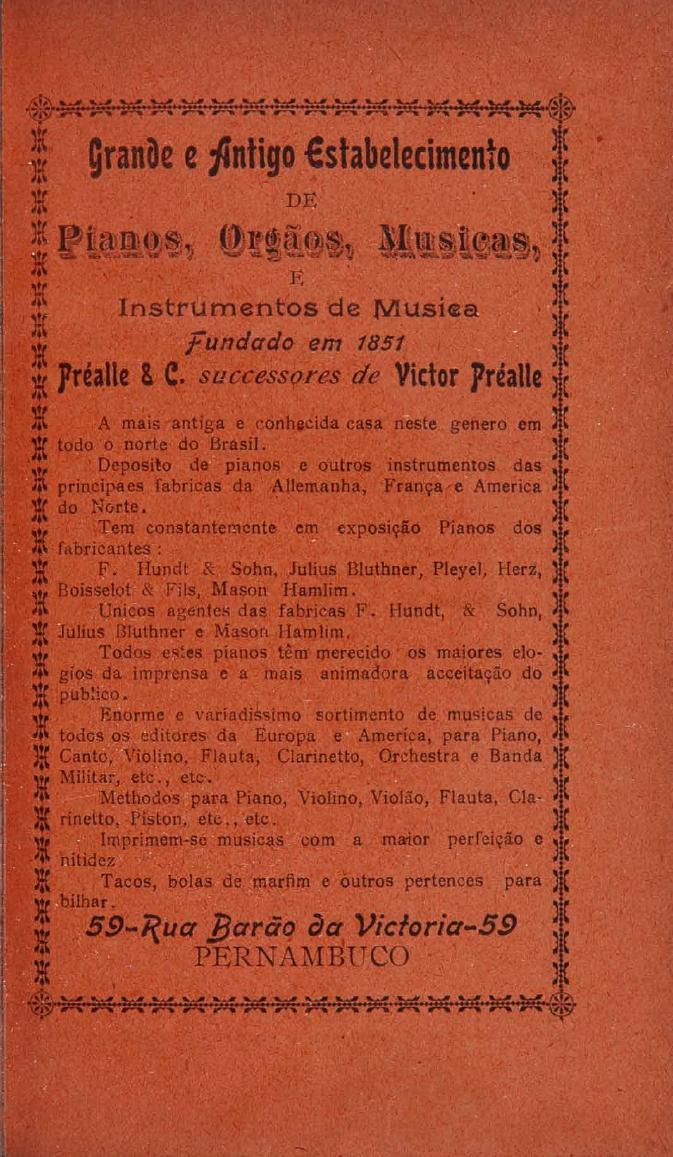 Grande e Antigo Estabelecimento
DE
Pianos, Orgãos, Musicas,
E
Instrumentos de Musica
Fundado em 1851
Préalle & C. successores de Victor Préalle
A mais antiga e conhecida casa neste genero em
todo o norte do Brasil.
Deposito de pianos e outros instrumentos das
principaes fabricas da Allemanha, França e America
do Norte.
Tem constantemente em exposição Pianos dos
fabricantes :
F. Hundt & Sohn, Julius Bluthner, Pleyel, Herz,
Boisselot & Fils, Mason Hamlim.
Unicos agentes das fabricas F. Hundt, & Sohn,
Julius Bluthner e Mason Hamlim.
Todos estes pianos têm merecido os maiores elo-
gios da imprensa e a mais animadora acceitação do
publico.
Enorme e variadissimo sortimento de musicas de
todos os editores da Europa e America, para Piano,
Canto, Violino, Flauta, Clarinetto, Orchestra e Banda
Militar, etc., etc.
Methodos para Piano, Violino, Violão, Flauta, Cla-
rinetto, Piston, etc., etc.
Imprimem-se musicas com a maior perfeição e
nitidez
Tacos, bolas de marfim e outros pertences para
bilhar.
59-Rua Barão da Victoria-59
PERNAMBUCO